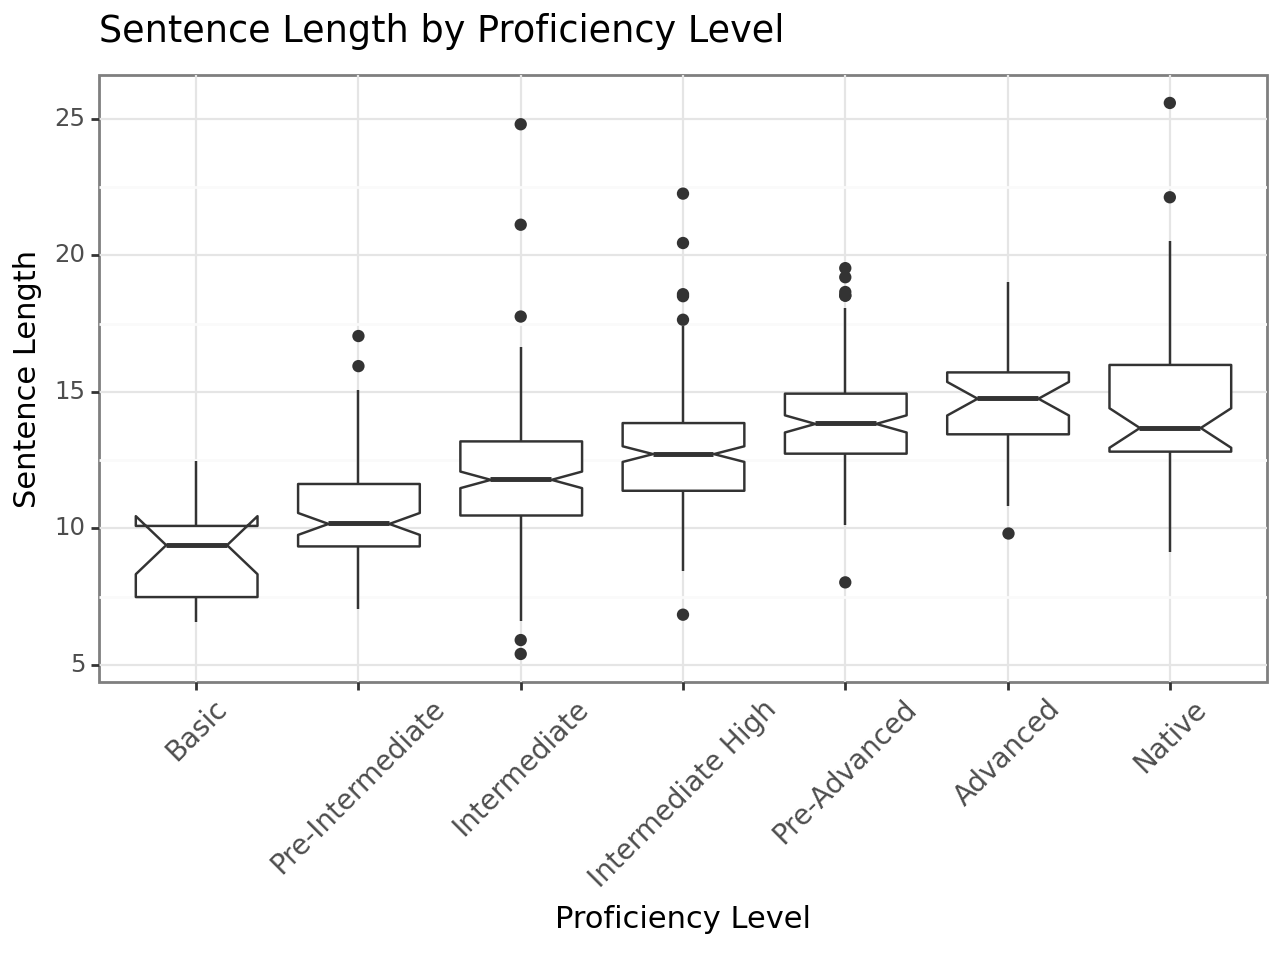 Sentence Length by Proficiency Level
Sentence Length
25
20
15
10
5
Basic
Pre-Intermediate
Intermediate
Intermediate High
Pre-Advanced
Advanced
Native
Proficiency Level